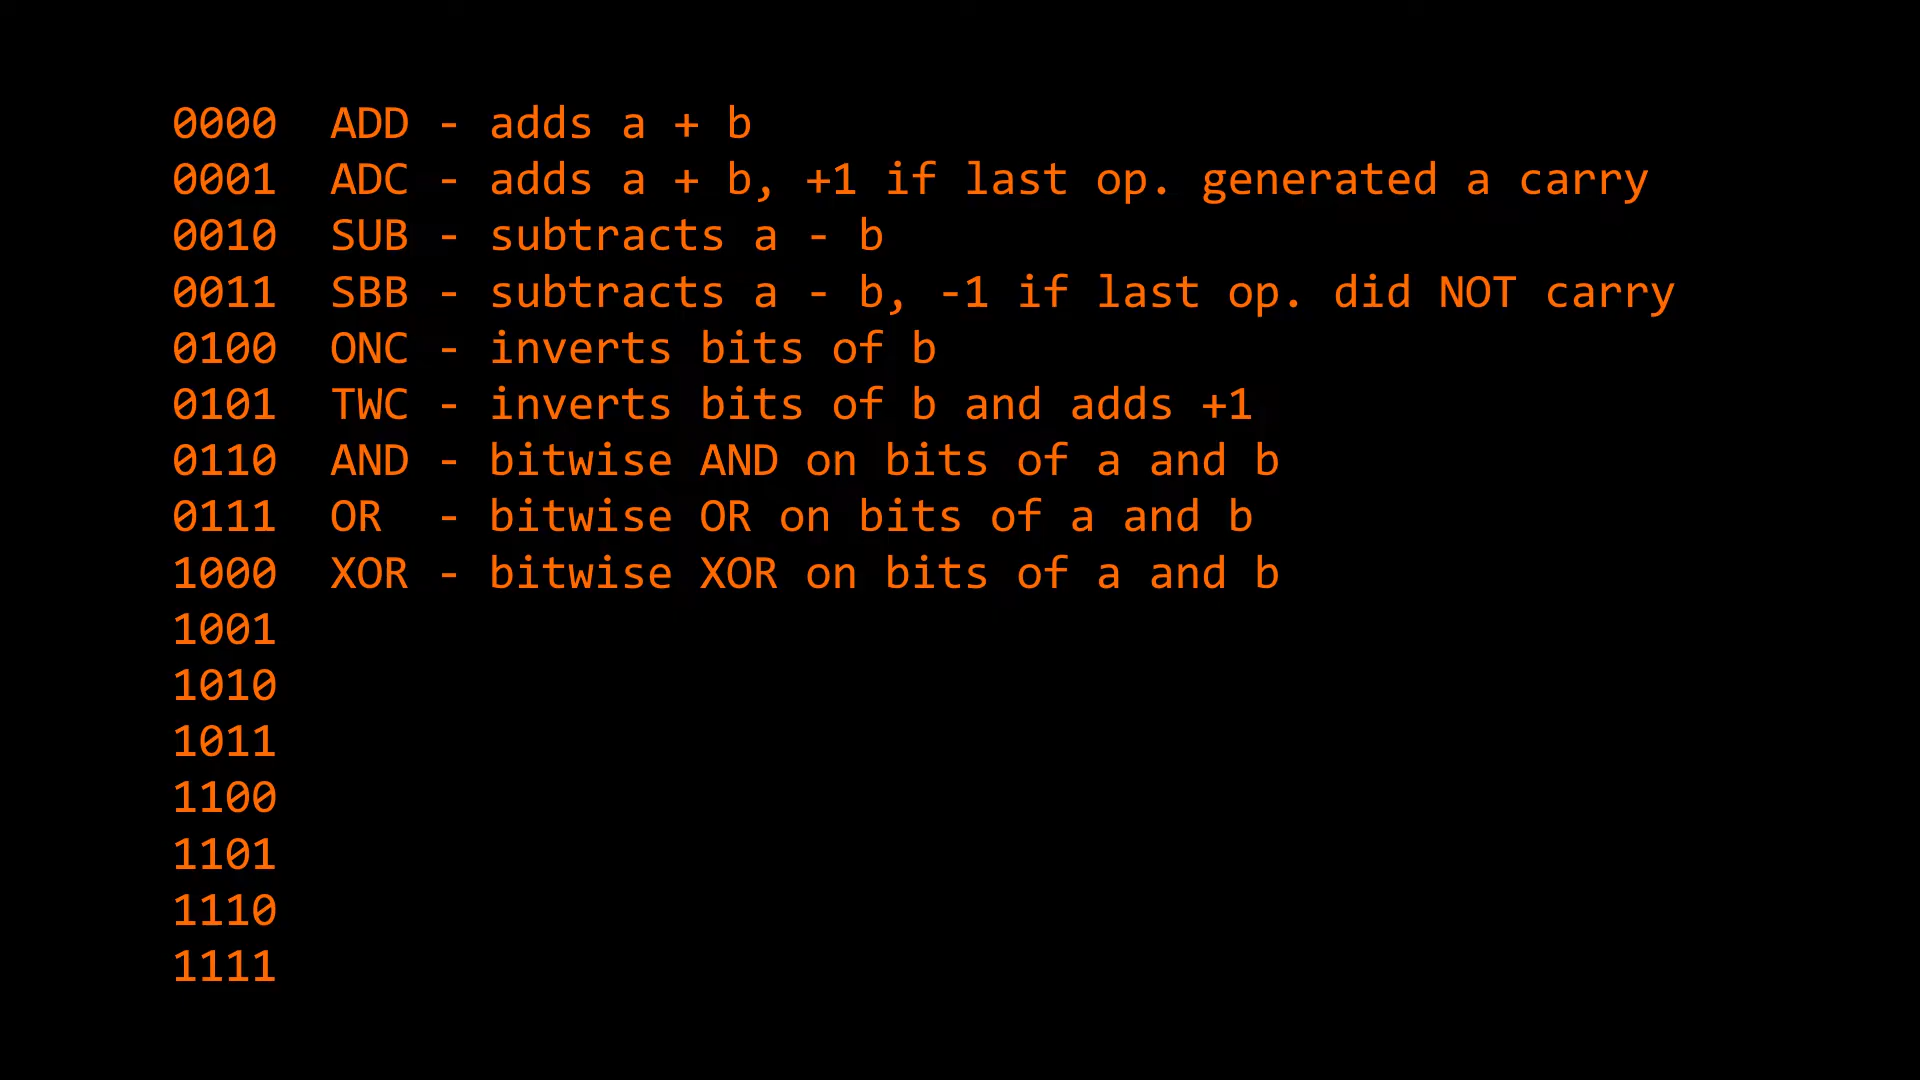 0000 ADD - adds a + b
0001 ADC - adds a + b, +1 if last op. generated a carry
0010 SUB - subtracts a - b
0011 SBB - subtracts a - b, -1 if last op. did NOT carry
0100 ONC - inverts bits of b
0101 TWC - inverts bits of b and adds +1
0110 AND - bitwise AND on bits of a and b
0111 OR - bitwise OR on bits of a and b
1000 XOR - bitwise XOR on bits of a and b
1001
1010
1011
1100
1101
1110
1111